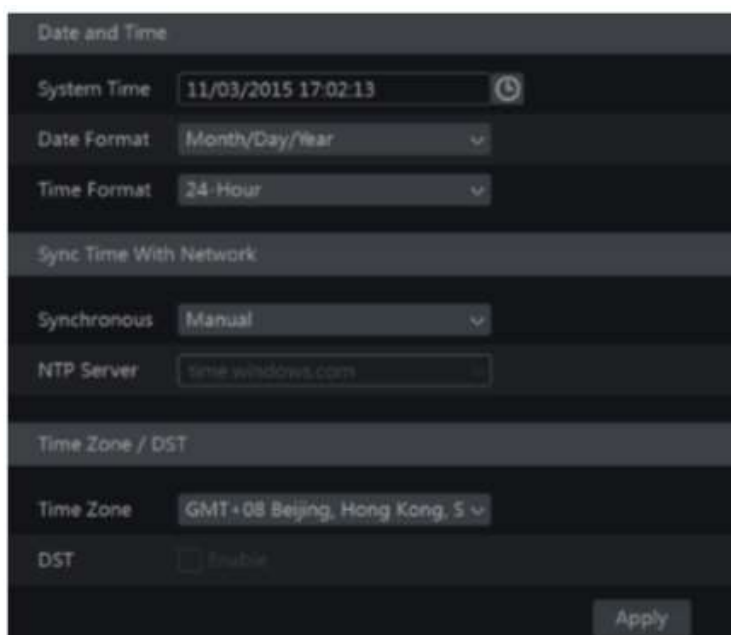 Date and Time
System Time 11/03/2015 17:02:13
Date Format Month/Day/Year
Time Format 24-Hour
Sync Time With Network
Synchronous Manual
NTP Server time.windows.com
Time Zone / DST
Time Zone GMT+08 Beijing, Hong Kong, S
DST Enable
Apply